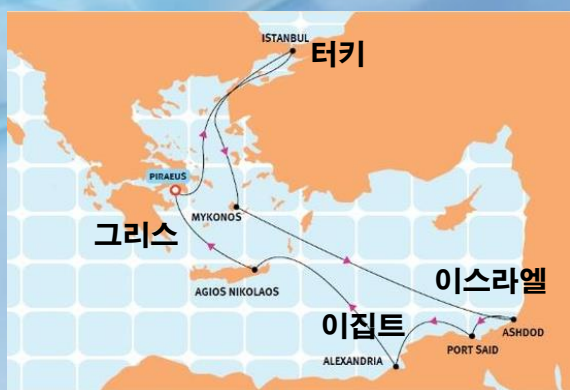 ISTANBUL
터키
PIRAEUS
MYKONOS
그리스
AGIOS NIKOLAOS
이스라엘
이집트
ASHDOD
PORT SAID
ALEXANDRIA